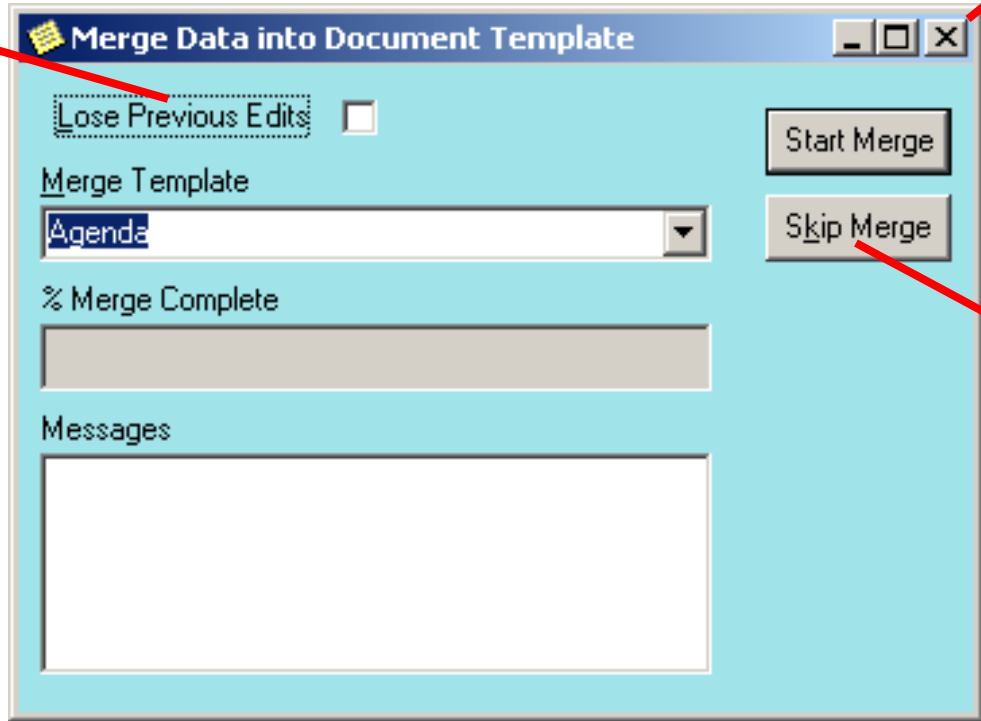 Merge Data into Document Template
Lose Previous Edits
Start Merge
Merge Template
Agenda
Skip Merge
% Merge Complete
Messages